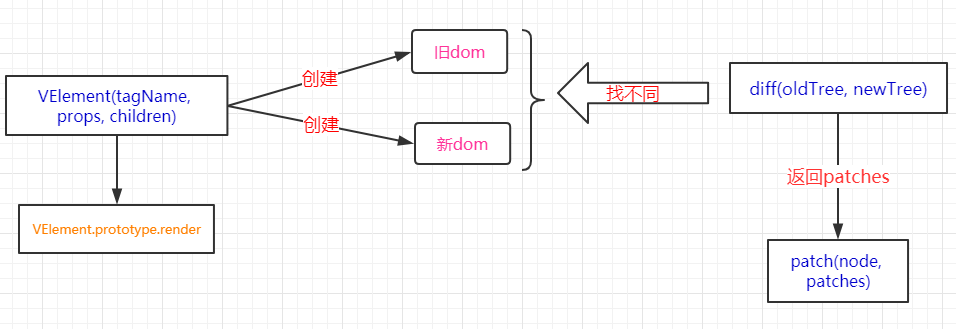 VElement(tagName,
props, children)
VElement.prototype.render
创建
创建
旧dom
新dom
找不同
diff(oldTree, newTree)
返回patches
patch(node,
patches)